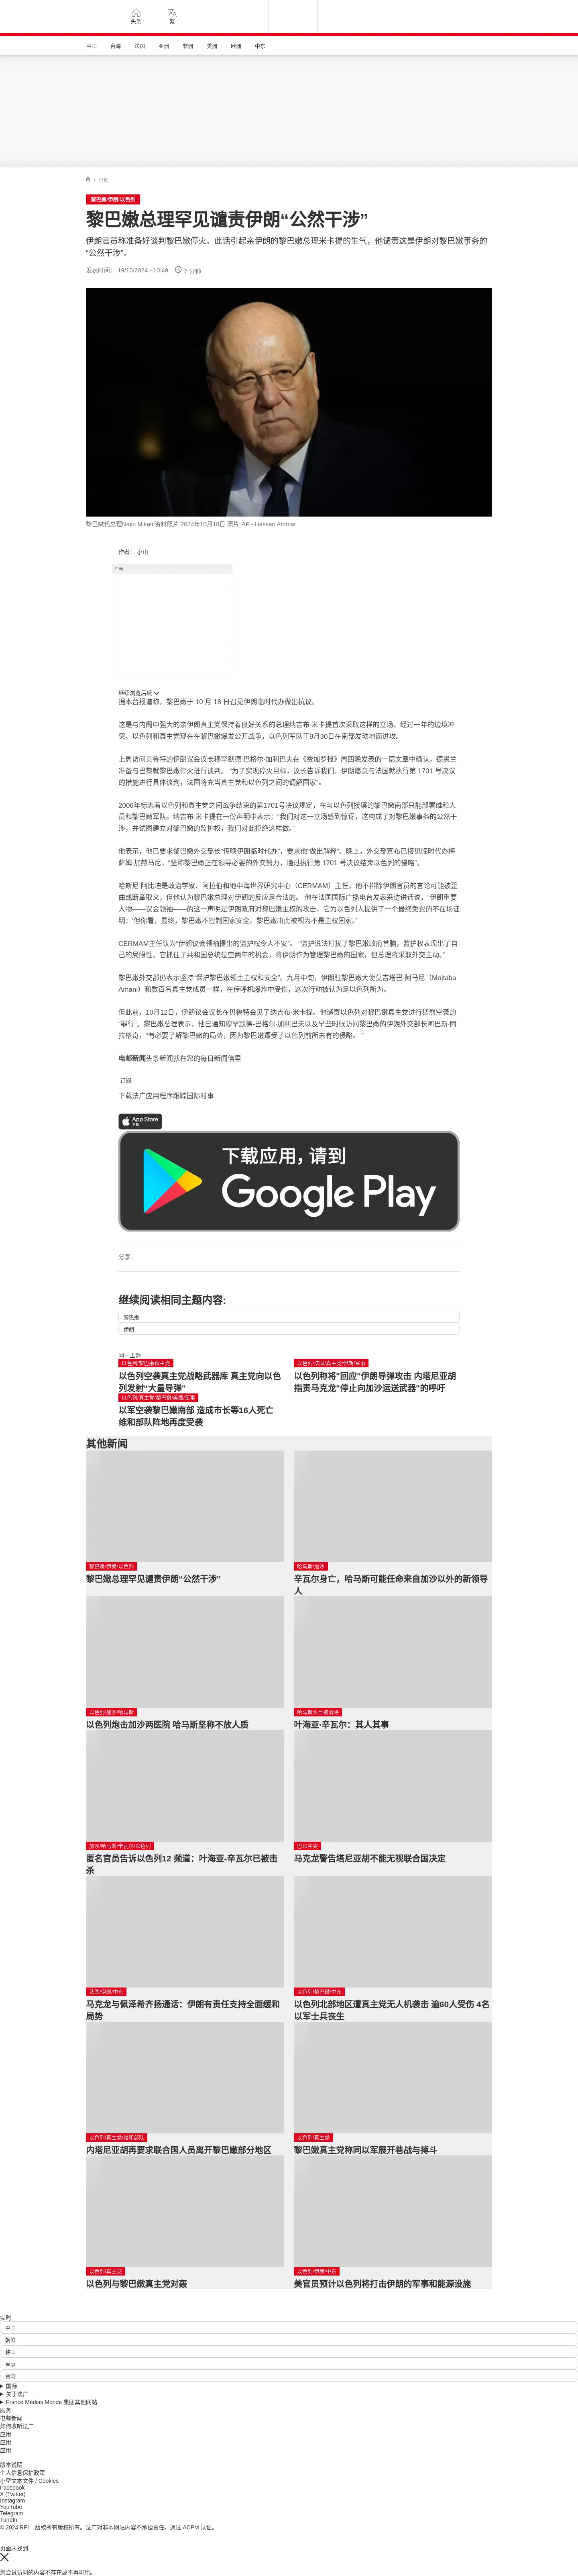 头条
繁
中国
台海
法国
亚洲
非洲
美洲
欧洲
中东
/ 中东
黎巴嫩/伊朗/以色列
黎巴嫩总理罕见谴责伊朗“公然干涉”
伊朗官员称准备好谈判黎巴嫩停火。此话引起亲伊朗的黎巴嫩总理米卡提的生气，他谴责这是伊朗对黎巴嫩事务的
“公然干涉”。
发表时间： 19/10/2024 - 10:49
7 分钟
黎巴嫩代总理Najib Mikati 资料照片 2024年10月18日 照片 AP - Hassan Ammar
作者： 小山
广告
继续浏览后续
据本台报道称，黎巴嫩于 10 月 18 日召见伊朗临时代办做出抗议。
这是与内阁中强大的亲伊朗真主党保持着良好关系的总理纳吉布·米卡提首次采取这样的立场。经过一年的边境冲
突，以色列和真主党现在在黎巴嫩爆发公开战争，以色列军队于9月30日在南部发动地面进攻。
上周访问贝鲁特的伊朗议会议长穆罕默德·巴格尔·加利巴夫在《费加罗报》周四晚发表的一篇文章中确认，德黑兰
准备与巴黎就黎巴嫩停火进行谈判。 “为了实现停火目标，议长告诉我们，伊朗愿意与法国就执行第 1701 号决议
的措施进行具体谈判，法国将充当真主党和以色列之间的调解国家”。
2006年标志着以色列和真主党之间战争结束的第1701号决议规定，在与以色列接壤的黎巴嫩南部只能部署维和人
员和黎巴嫩军队。纳吉布·米卡提在一份声明中表示：“我们对这一立场感到惊讶，这构成了对黎巴嫩事务的公然干
涉，并试图建立对黎巴嫩的监护权，我们对此拒绝这样做。”
他表示，他已要求黎巴嫩外交部长“传唤伊朗临时代办”，要求他“做出解释”。晚上，外交部宣布已接见临时代办梅
萨姆·加赫马尼，“坚称黎巴嫩正在领导必要的外交努力，通过执行第 1701 号决议结束以色列的侵略”。
哈斯尼·阿比迪是政治学家、阿拉伯和地中海世界研究中心（CERMAM）主任，他不排除伊朗官员的言论可能被歪
曲或断章取义，但他认为黎巴嫩总理对伊朗的反应是合法的。 他在法国国际广播电台发表采访讲话说，“伊朗重要
人物——议会领袖——的这一声明是伊朗政府对黎巴嫩主权的攻击，它为以色列人提供了一个最终免费的不在场证
明：‘但你看，最终，黎巴嫩不控制国家安全。黎巴嫩由此被视为不是主权国家。”
CERMAM主任认为“伊朗议会领袖提出的监护权令人不安”。 “监护说法打扰了黎巴嫩政府首脑，监护权表现出了自
己的局限性。它抓住了共和国总统位空两年的机会，将伊朗作为管理黎巴嫩的国家，但总理将采取外交主动。”
黎巴嫩外交部仍表示坚持“保护黎巴嫩领土主权和安全”。九月中旬，伊朗驻黎巴嫩大使莫吉塔巴·阿马尼（Mojtaba
Amani）和数百名真主党成员一样，在传呼机爆炸中受伤，这次行动被认为是以色列所为。
但此前，10月12日，伊朗议会议长在贝鲁特会见了纳吉布·米卡提。他谴责以色列对黎巴嫩真主党进行猛烈空袭的
“罪行”。黎巴嫩总理表示，他已通知穆罕默德·巴格尔·加利巴夫以及早些时候访问黎巴嫩的伊朗外交部长阿巴斯·阿
拉格奇，“有必要了解黎巴嫩的局势，因为黎巴嫩遭受了以色列前所未有的侵略。 ”
电邮新闻头条新闻就在您的每日新闻信里
订阅
下载法广应用程序跟踪国际时事
App Store
下载
下载应用，请到
Google Play
分享 :
继续阅读相同主题内容:
黎巴嫩
伊朗
同一主题
以色列/黎巴嫩真主党
以色列空袭真主党战略武器库 真主党向以色
列发射“大量导弹”
以色列/法国/真主党/伊朗/军事
以色列称将"回应"伊朗导弹攻击 内塔尼亚胡
指责马克龙"停止向加沙运送武器"的呼吁
以色列/真主党/黎巴嫩/美国/军事
以军空袭黎巴嫩南部 造成市长等16人死亡
维和部队阵地再度受袭
其他新闻
黎巴嫩/伊朗/以色列
黎巴嫩总理罕见谴责伊朗“公然干涉”
哈马斯/加沙
辛瓦尔身亡，哈马斯可能任命来自加沙以外的新领导
人
以色列/加沙/哈马斯
以色列炮击加沙两医院 哈马斯坚称不放人质
哈马斯头目被清除
叶海亚·辛瓦尔：其人其事
加沙/哈马斯/辛瓦尔/以色列
匿名官员告诉以色列12 频道：叶海亚-辛瓦尔已被击
杀
巴以冲突
马克龙警告塔尼亚胡不能无视联合国决定
法国/伊朗/中东
马克龙与佩泽希齐扬通话：伊朗有责任支持全面缓和
局势
以色列/黎巴嫩/中东
以色列北部地区遭真主党无人机袭击 逾60人受伤 4名
以军士兵丧生
以色列/真主党/维和部队
内塔尼亚胡再要求联合国人员离开黎巴嫩部分地区
以色列/真主党
黎巴嫩真主党称同以军展开巷战与搏斗
以色列/真主党
以色列与黎巴嫩真主党对轰
以色列/伊朗/中东
美官员预计以色列将打击伊朗的军事和能源设施
实时
中国
朝鲜
韩国
军事
台湾
国际
关于法广
France Médias Monde 集团其他网站
服务
电邮新闻
如何收听法广
应用
应用
应用
版本说明
个人信息保护政策
小型文本文件 / Cookies
Facebook
X (Twitter)
Instagram
YouTube
Telegram
TuneIn
© 2024 RFI – 版权所有版权所有。法广对非本网站内容不承担责任。通过 ACPM 认证。
页面未找到
您尝试访问的内容不存在或不再可用。